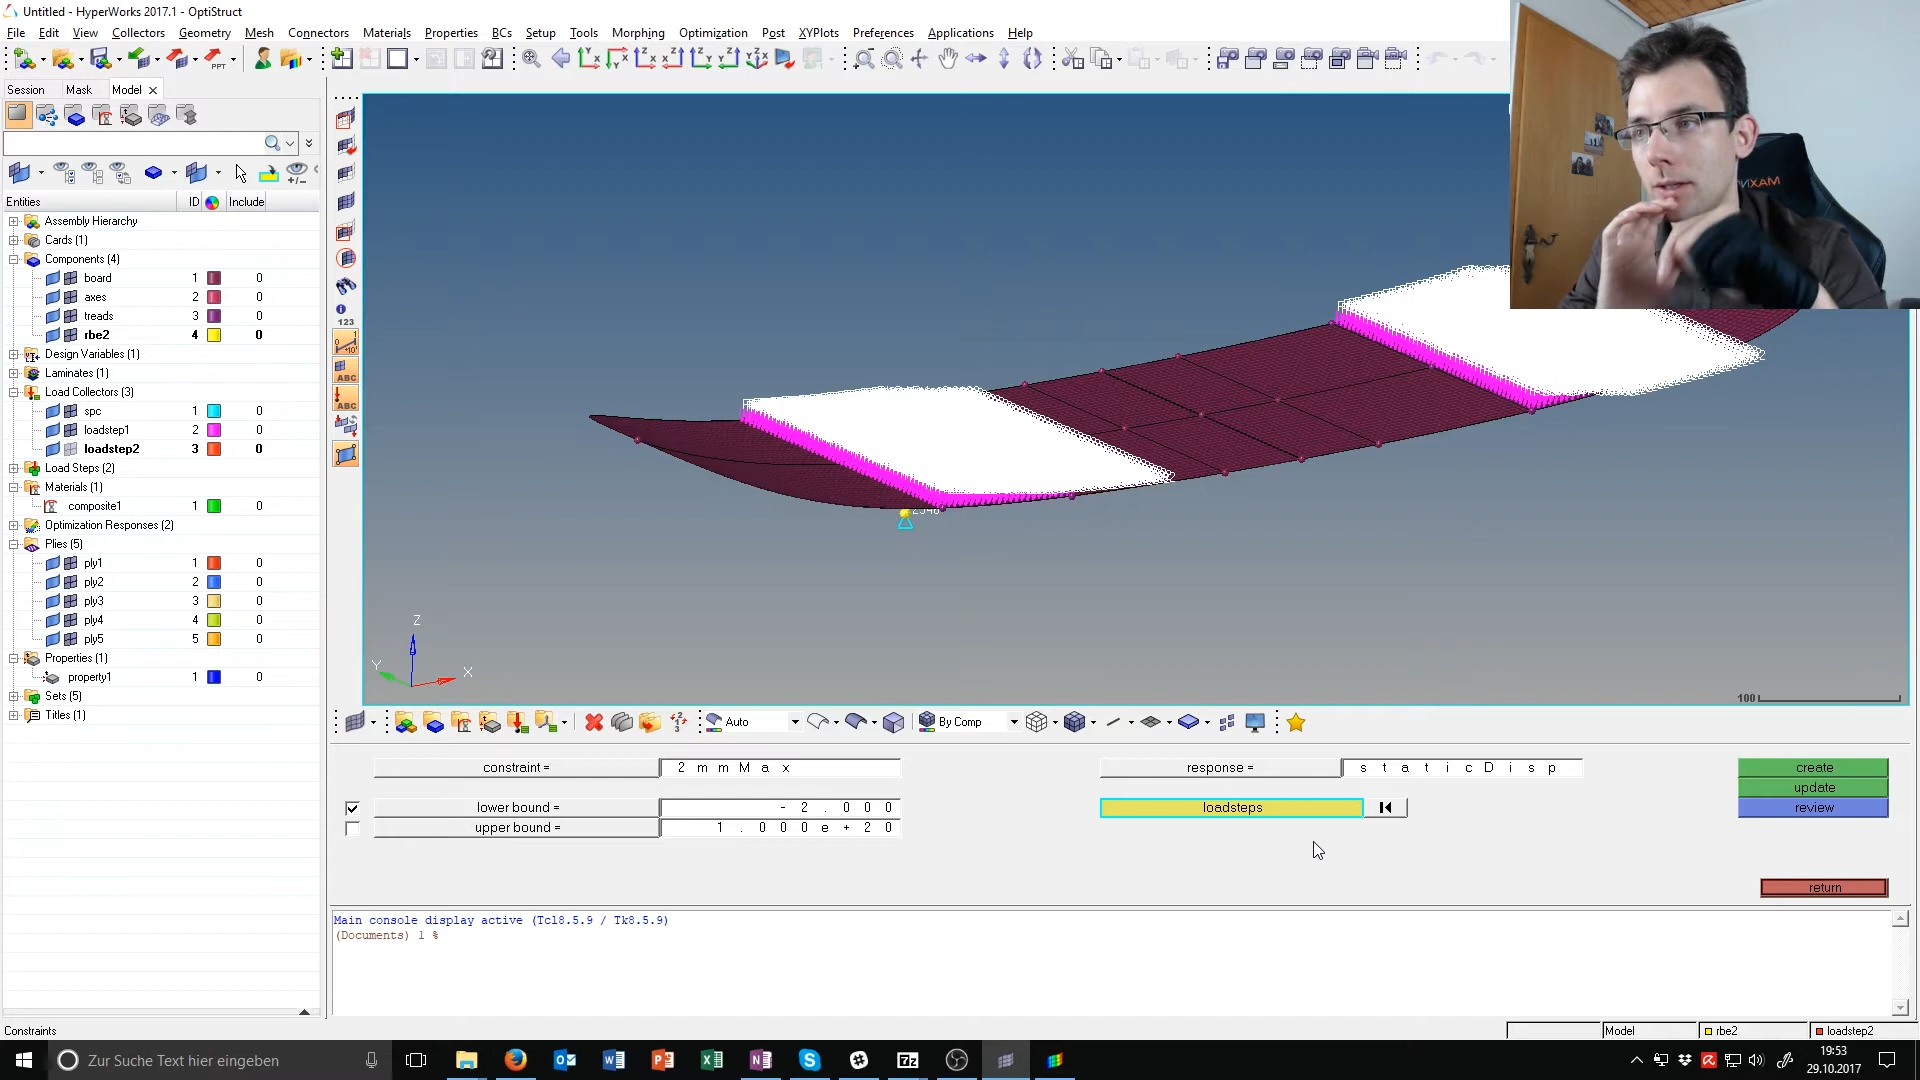 Untitled - HyperWorks 2017.1 - OptiStruct
File Edit View Collectors Geometry Mesh Connectors Materials Properties BCs Setup Tools Morphing Optimization Post XYPlots Preferences Applications Help
PPT
Session Mask Model
Entities ID Include
Assembly Hierarchy
Cards (1)
Components (4)
board 1 0
axes 2 0
treads 3 0
rbe2 4 0
Design Variables (1)
Laminates (1)
Load Collectors (3)
spc 1 0
loadstep1 2 0
loadstep2 3 0
Load Steps (2)
Materials (1)
composite1 1 0
Optimization Responses (2)
Plies (5)
ply1 1 0
ply2 2 0
ply3 3 0
ply4 4 0
ply5 5 0
Properties (1)
property1 1 0
Sets (5)
Titles (1)
123
ABC
ABC
Z
Y
X
100
Auto
By Comp
constraint = 2mmMax response = staticDisp create
update
lower bound = -2.000 loadsteps review
upper bound = 1.000e+20
return
Main console display active (Tcl8.5.9 / Tk8.5.9)
(Documents) 1 %
Constraints Model rbe2 loadstep2
Zur Suche Text hier eingeben
19:53
29.10.2017